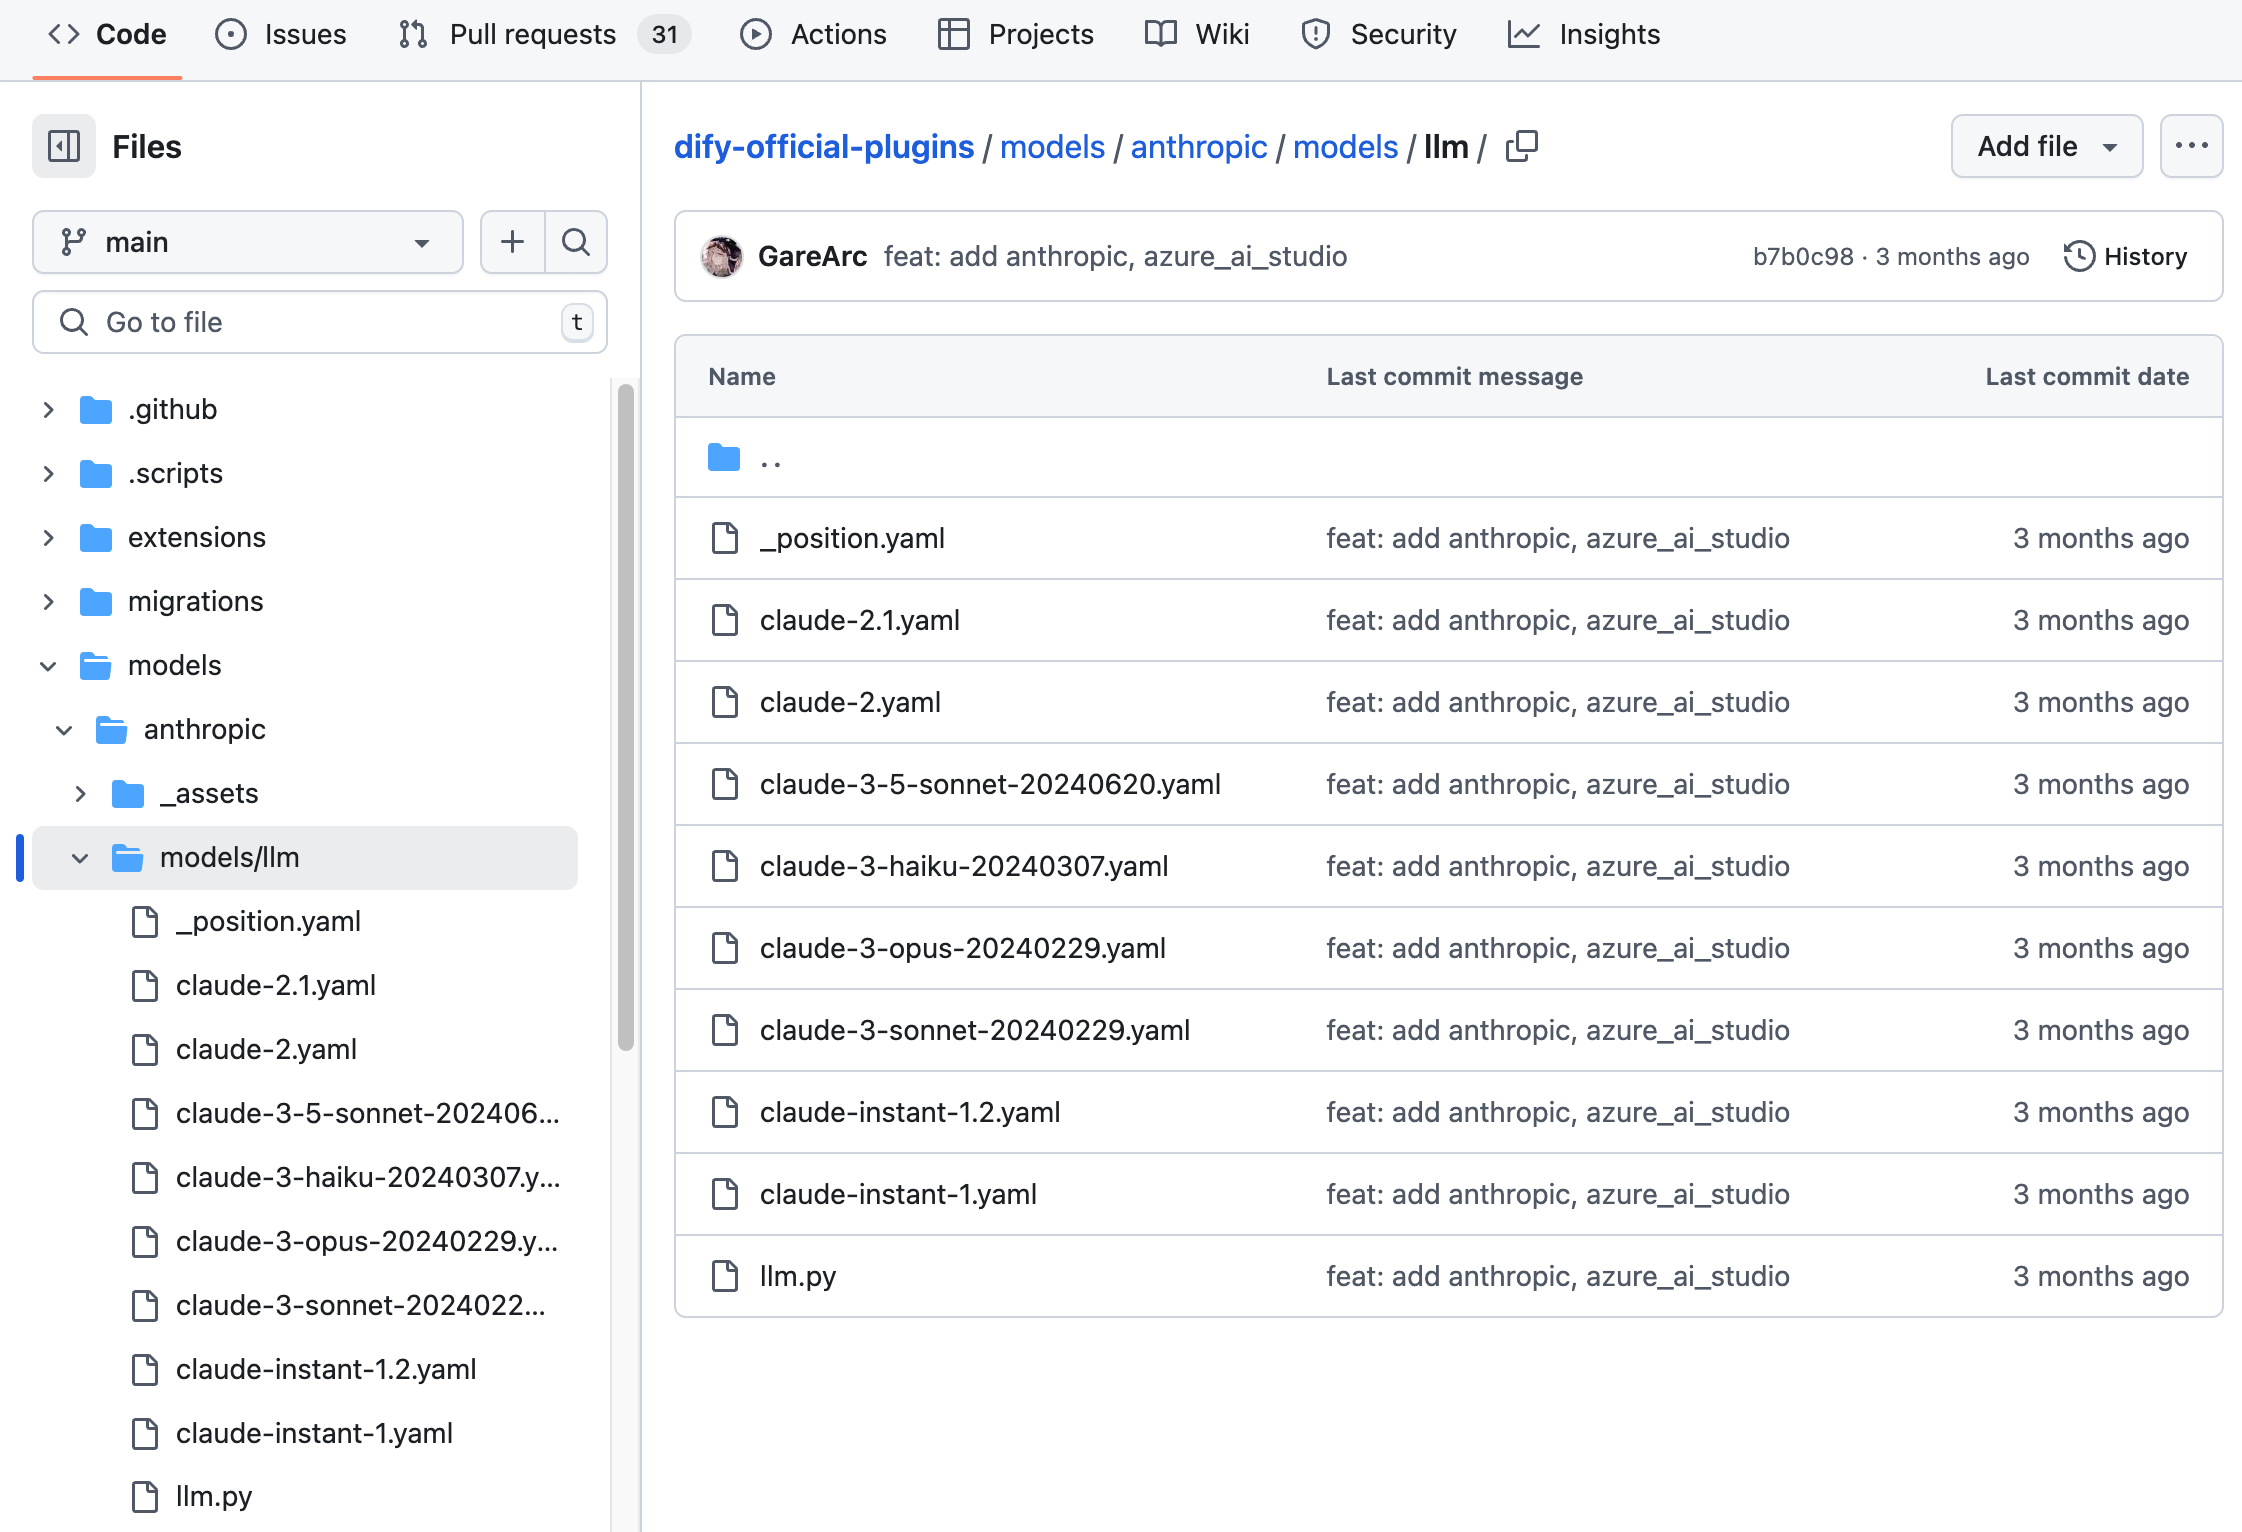 Code Issues Pull requests 31 Actions Projects Wiki Security Insights
Files
main
Go to file t
.github
.scripts
extensions
migrations
models
anthropic
_assets
models/llm
_position.yaml
claude-2.1.yaml
claude-2.yaml
claude-3-5-sonnet-202406...
claude-3-haiku-20240307.y...
claude-3-opus-20240229.y...
claude-3-sonnet-2024022...
claude-instant-1.2.yaml
claude-instant-1.yaml
llm.py
dify-official-plugins / models / anthropic / models / llm /
Add file
GareArc feat: add anthropic, azure_ai_studio b7b0c98 · 3 months ago History
Name Last commit message Last commit date
..
_position.yaml feat: add anthropic, azure_ai_studio 3 months ago
claude-2.1.yaml feat: add anthropic, azure_ai_studio 3 months ago
claude-2.yaml feat: add anthropic, azure_ai_studio 3 months ago
claude-3-5-sonnet-20240620.yaml feat: add anthropic, azure_ai_studio 3 months ago
claude-3-haiku-20240307.yaml feat: add anthropic, azure_ai_studio 3 months ago
claude-3-opus-20240229.yaml feat: add anthropic, azure_ai_studio 3 months ago
claude-3-sonnet-20240229.yaml feat: add anthropic, azure_ai_studio 3 months ago
claude-instant-1.2.yaml feat: add anthropic, azure_ai_studio 3 months ago
claude-instant-1.yaml feat: add anthropic, azure_ai_studio 3 months ago
llm.py feat: add anthropic, azure_ai_studio 3 months ago